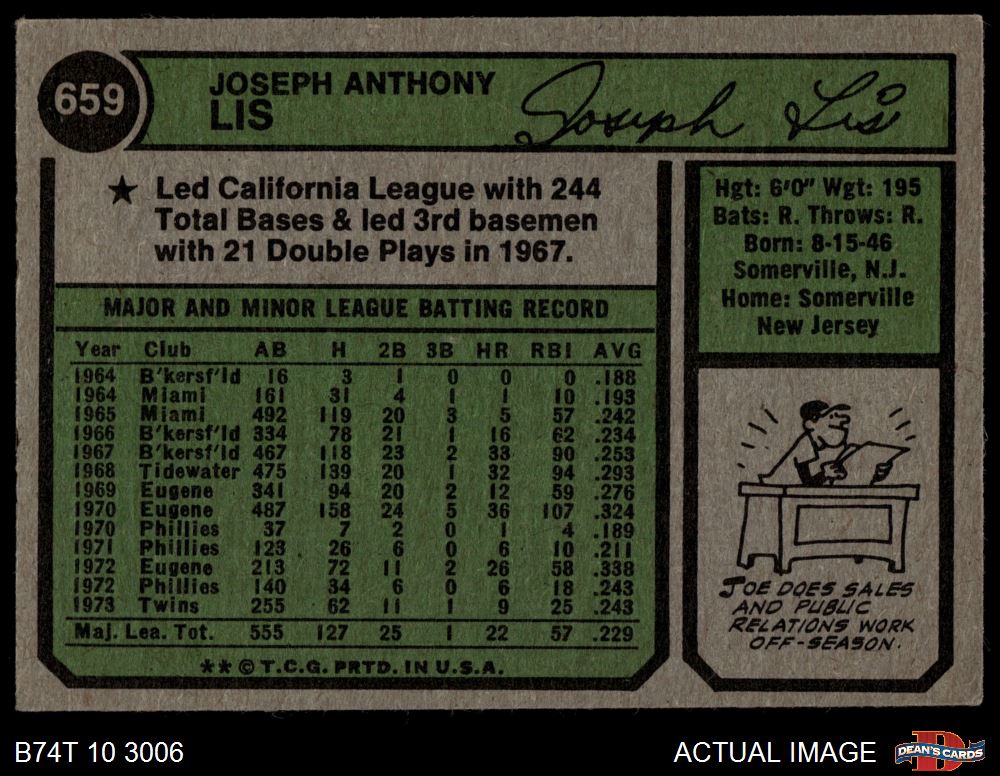 659
JOSEPH ANTHONY
LIS
Joseph Lis
★ Led California League with 244
Total Bases & led 3rd basemen
with 21 Double Plays in 1967.
Hgt: 6'0" Wgt: 195
Bats: R. Throws: R.
Born: 8-15-46
Somerville, N.J.
Home: Somerville
New Jersey
MAJOR AND MINOR LEAGUE BATTING RECORD
Year Club AB H 2B 3B HR RBI AVG
1964 B'kersf'ld 16 3 1 0 0 0 .188
1964 Miami 161 31 4 1 1 10 .193
1965 Miami 492 119 20 3 5 57 .242
1966 B'kersf'ld 334 78 21 1 16 62 .234
1967 B'kersf'ld 467 118 23 2 33 90 .253
1968 Tidewater 475 139 20 1 32 94 .293
1969 Eugene 341 94 20 2 12 59 .276
1970 Eugene 487 158 24 5 36 107 .324
1970 Phillies 37 7 2 0 1 4 .189
1971 Phillies 123 26 6 0 6 10 .211
1972 Eugene 213 72 11 2 26 58 .338
1972 Phillies 140 34 6 0 6 18 .243
1973 Twins 255 62 11 1 9 25 .243
Maj. Lea. Tot. 555 127 25 1 22 57 .229
** © T.C.G. PRTD. IN U.S.A.
JOE DOES SALES
AND PUBLIC
RELATIONS WORK
OFF-SEASON.
B74T 10 3006
ACTUAL IMAGE
DEAN'S CARDS